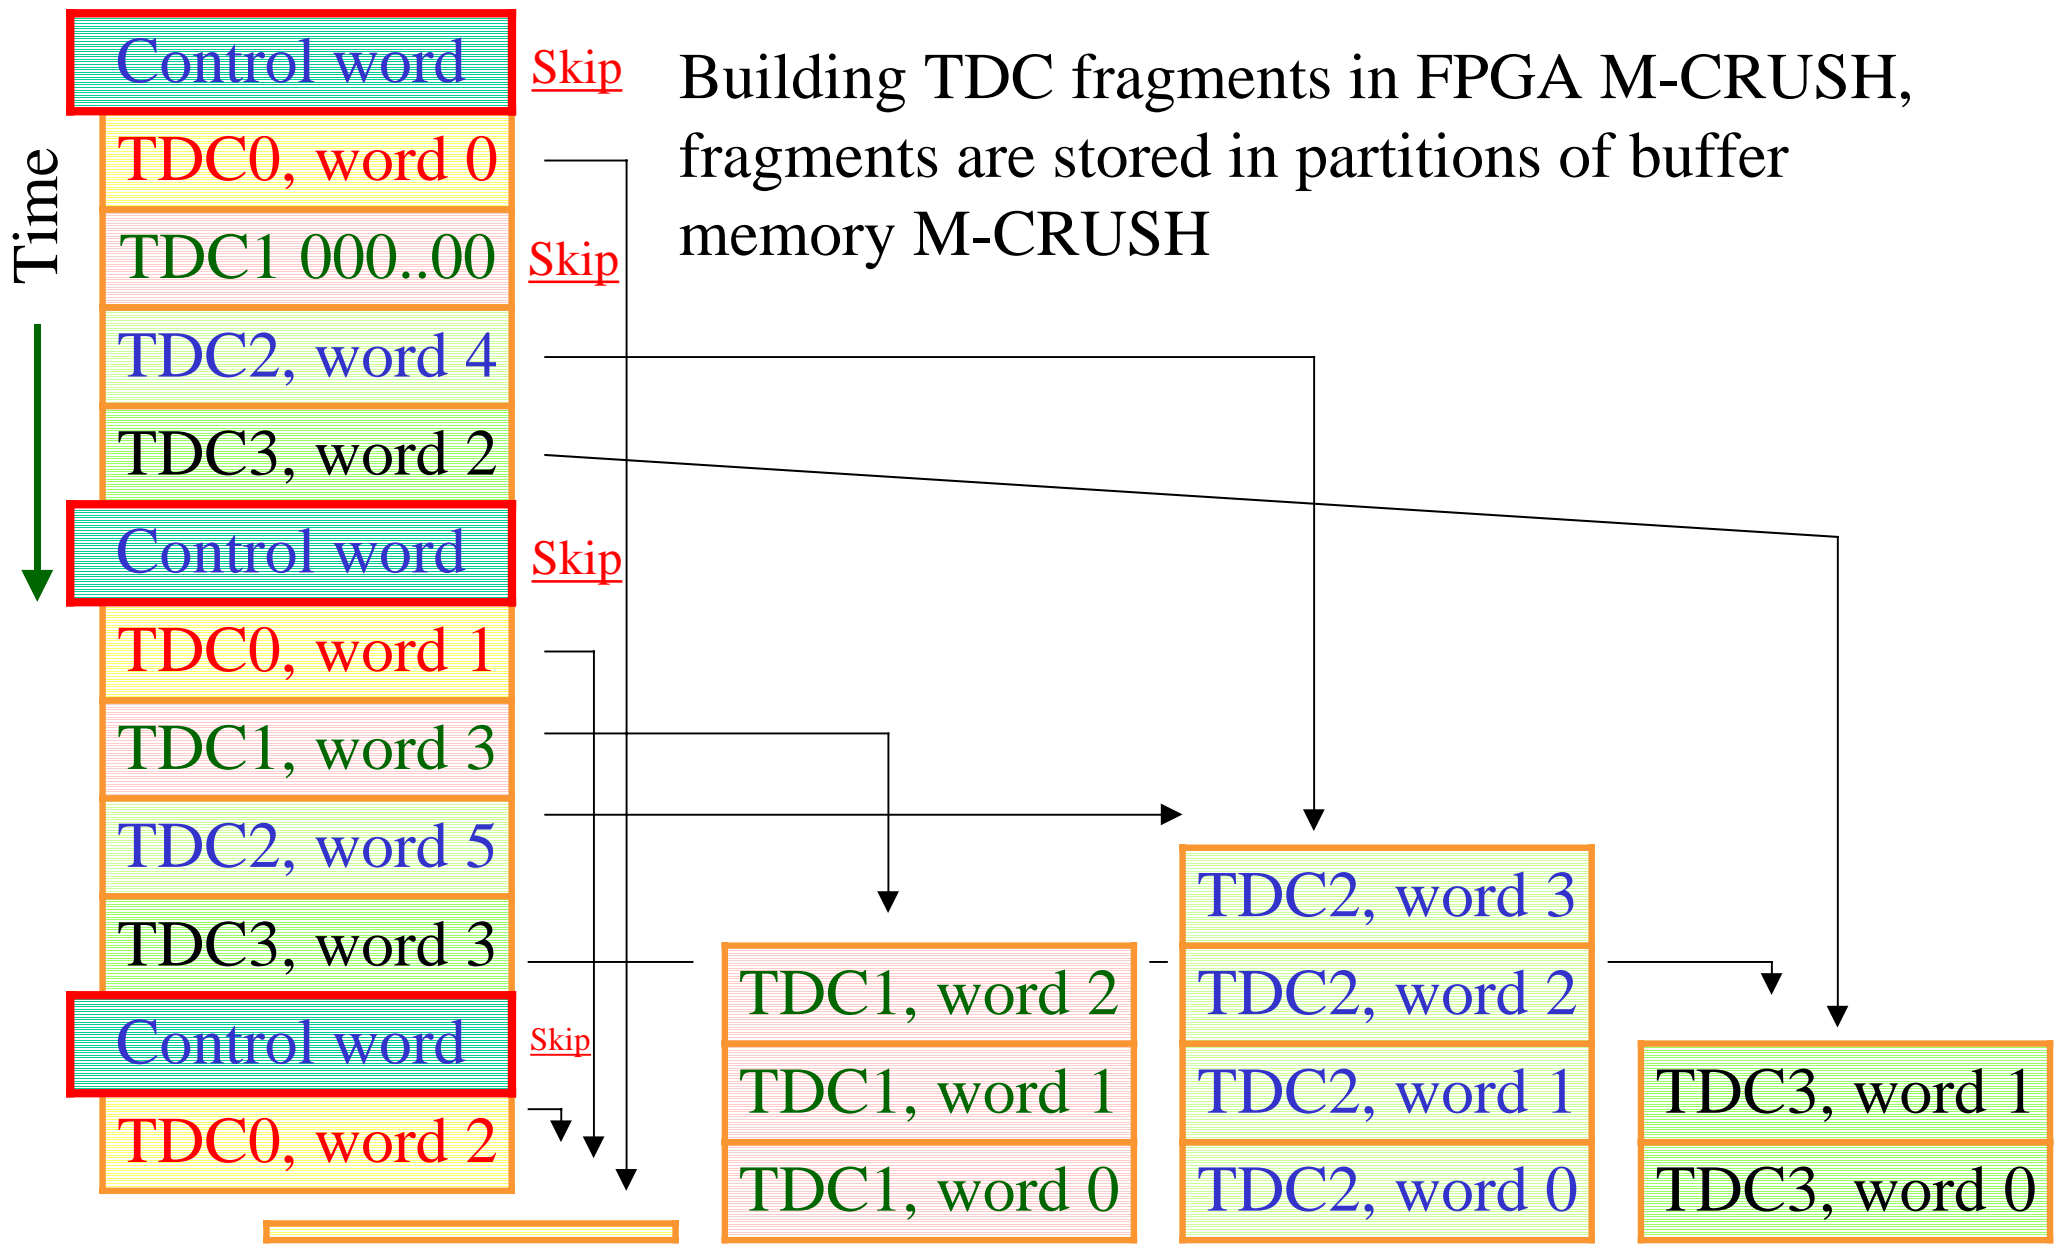 Building TDC fragments in FPGA M-CRUSH,
fragments are stored in partitions of buffer
memory M-CRUSH
Time
Control word
Skip
TDC0, word 0
TDC1 000..00
Skip
TDC2, word 4
TDC3, word 2
Control word
Skip
TDC0, word 1
TDC1, word 3
TDC2, word 5
TDC3, word 3
Control word
Skip
TDC0, word 2
TDC1, word 2
TDC1, word 1
TDC1, word 0
TDC2, word 3
TDC2, word 2
TDC2, word 1
TDC2, word 0
TDC3, word 1
TDC3, word 0